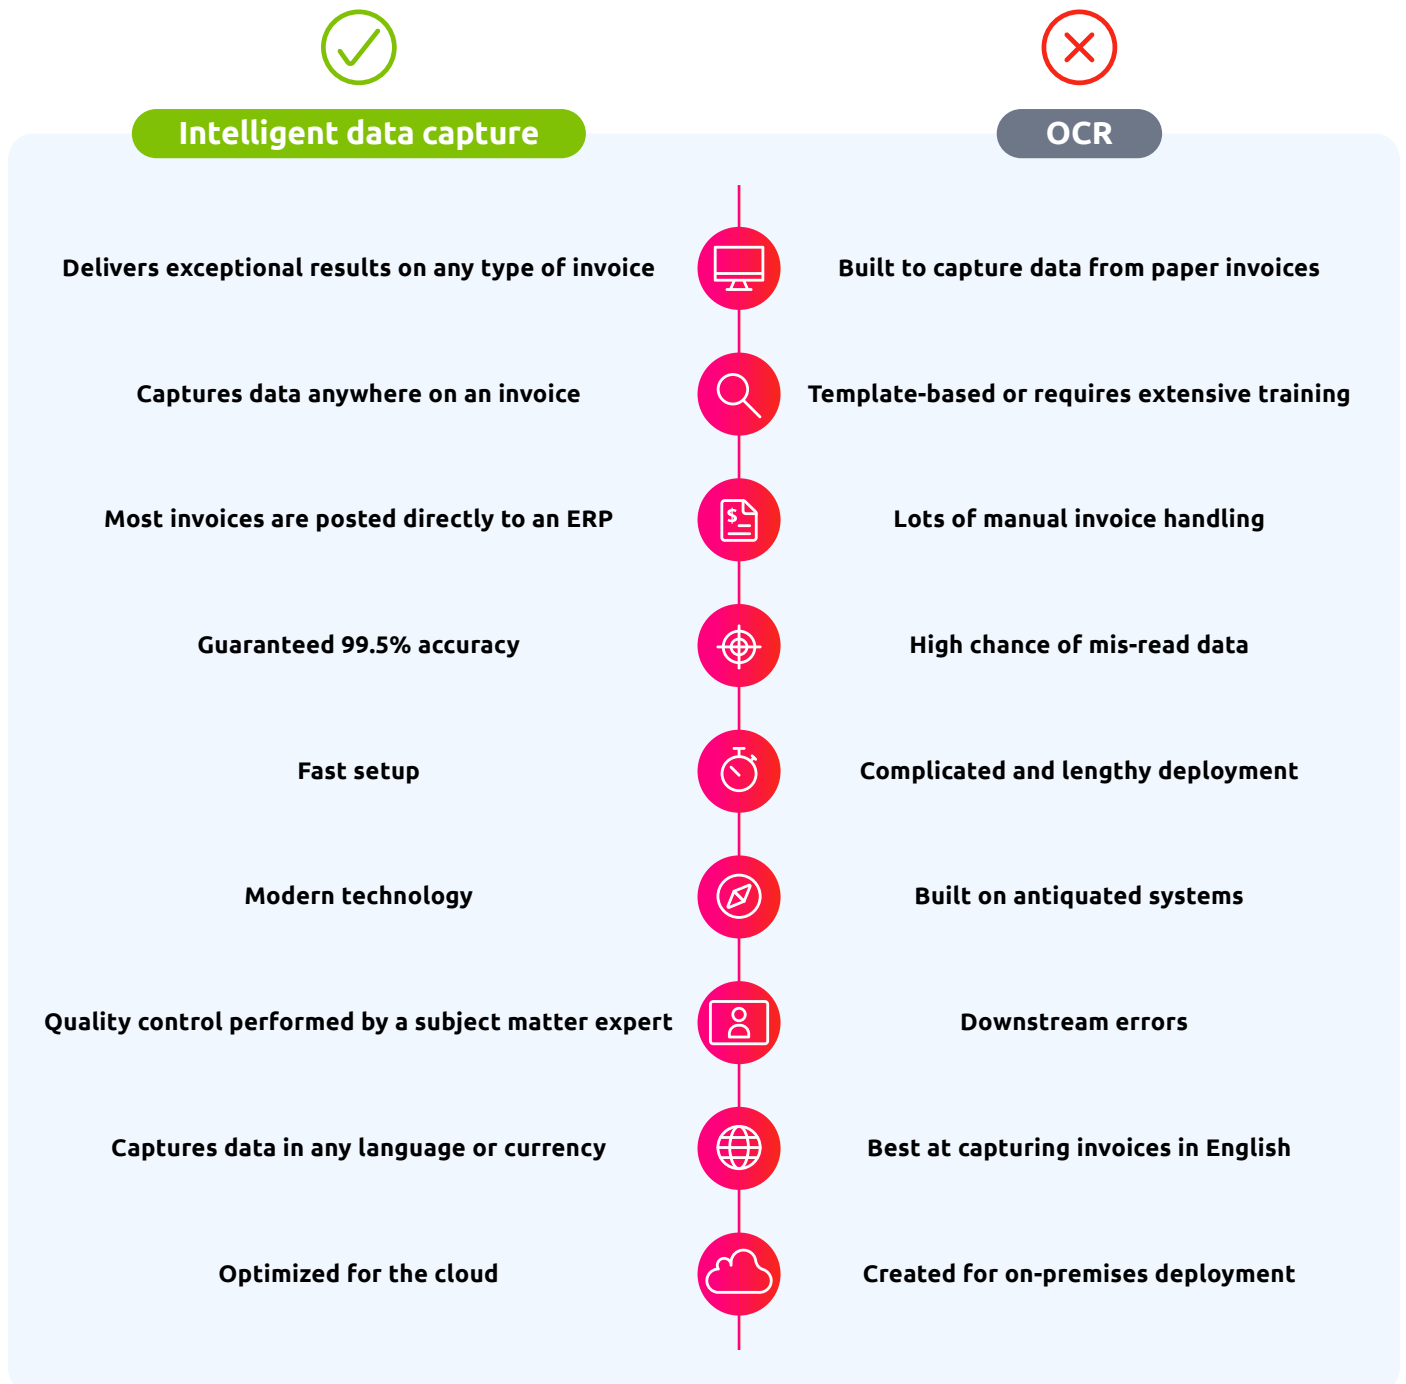 Intelligent data capture
OCR
Delivers exceptional results on any type of invoice
Built to capture data from paper invoices
Captures data anywhere on an invoice
Template-based or requires extensive training
Most invoices are posted directly to an ERP
$
Lots of manual invoice handling
Guaranteed 99.5% accuracy
High chance of mis-read data
Fast setup
Complicated and lengthy deployment
Modern technology
Built on antiquated systems
Quality control performed by a subject matter expert
Downstream errors
Captures data in any language or currency
Best at capturing invoices in English
Optimized for the cloud
Created for on-premises deployment